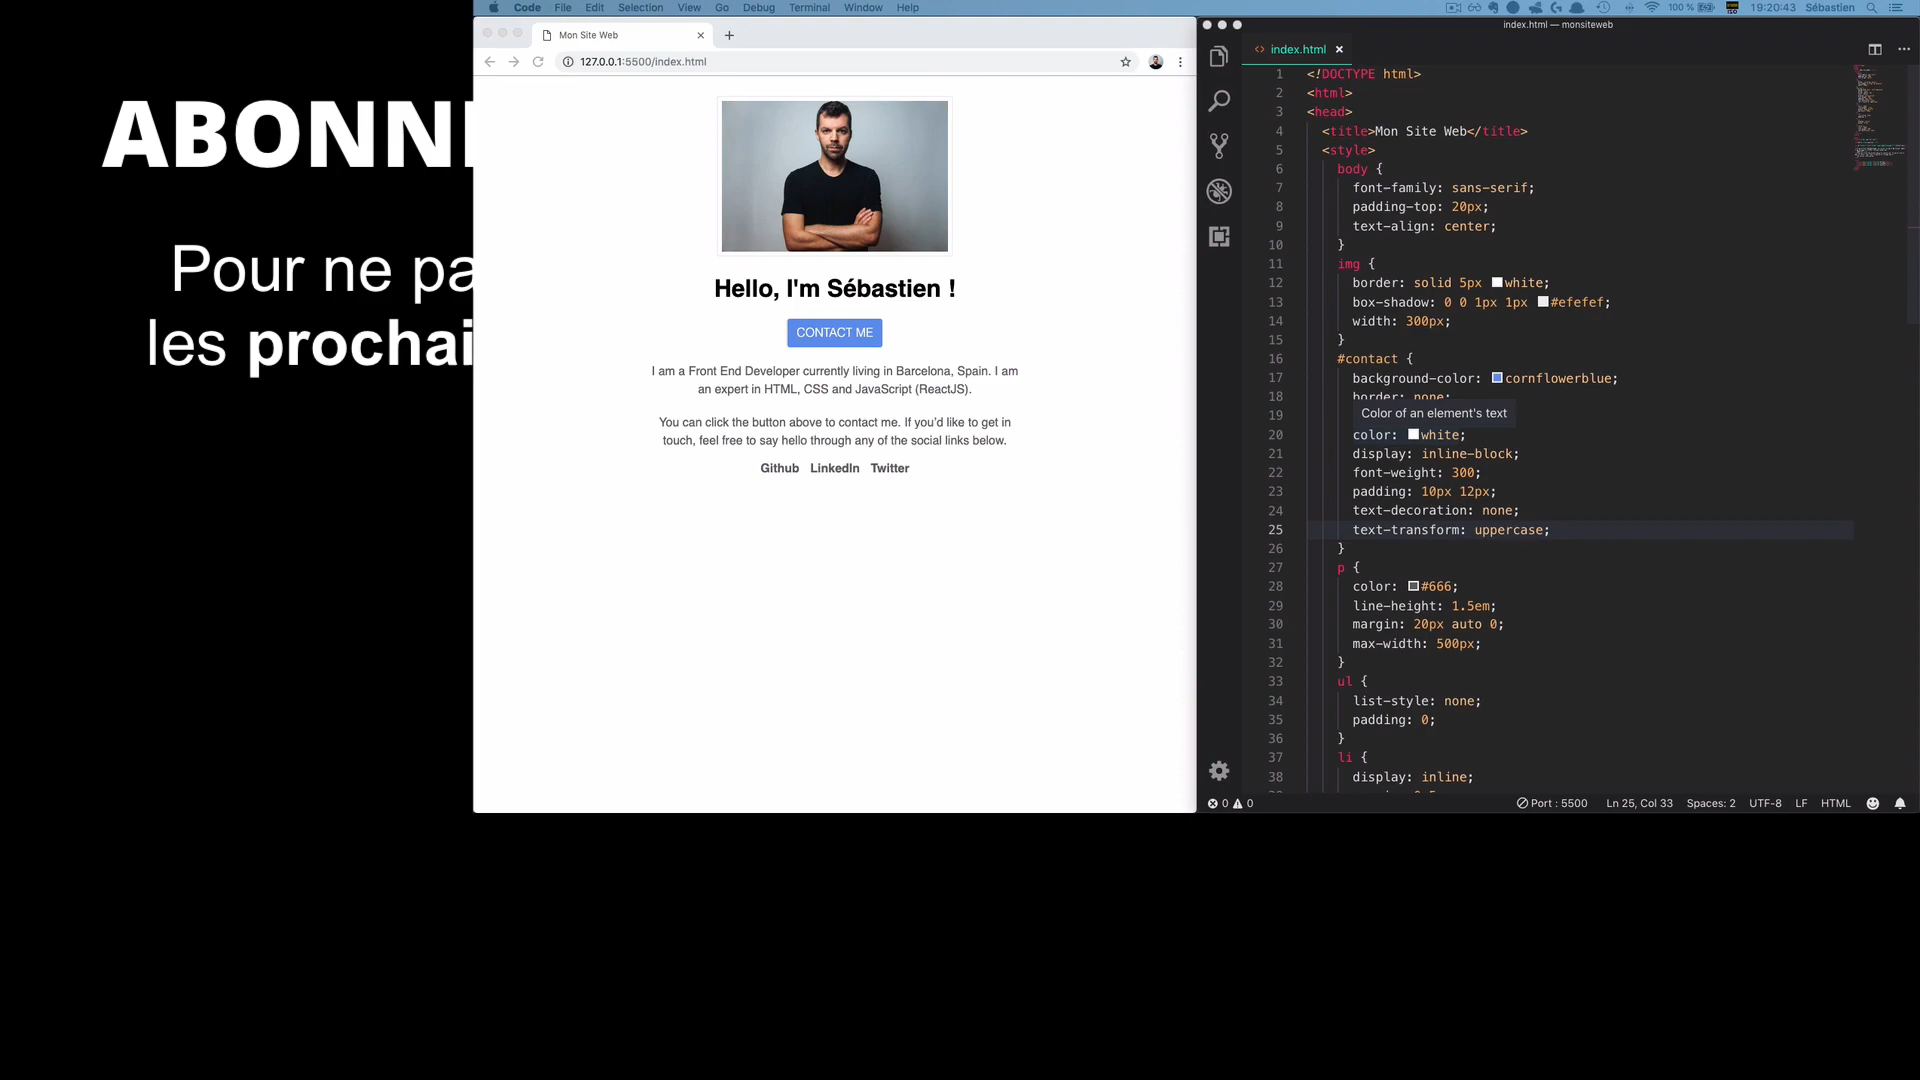 Code File Edit Selection View Go Debug Terminal Window Help
100 % 19:20:43 Sébastien
ABONN
Pour ne pa
les prochai
Mon Site Web
127.0.0.1:5500/index.html
Hello, I'm Sébastien !
CONTACT ME
I am a Front End Developer currently living in Barcelona, Spain. I am
an expert in HTML, CSS and JavaScript (ReactJS).
You can click the button above to contact me. If you'd like to get in
touch, feel free to say hello through any of the social links below.
Github LinkedIn Twitter
index.html — monsiteweb
index.html
1 <!DOCTYPE html>
2 <html>
3 <head>
4 <title>Mon Site Web</title>
5 <style>
6 body {
7 font-family: sans-serif;
8 padding-top: 20px;
9 text-align: center;
10 }
11 img {
12 border: solid 5px white;
13 box-shadow: 0 0 1px 1px #efefef;
14 width: 300px;
15 }
16 #contact {
17 background-color: cornflowerblue;
18 border: none;
19 Color of an element's text
20 color: white;
21 display: inline-block;
22 font-weight: 300;
23 padding: 10px 12px;
24 text-decoration: none;
25 text-transform: uppercase;
26 }
27 p {
28 color: #666;
29 line-height: 1.5em;
30 margin: 20px auto 0;
31 max-width: 500px;
32 }
33 ul {
34 list-style: none;
35 padding: 0;
36 }
37 li {
38 display: inline;
0 0 Port : 5500 Ln 25, Col 33 Spaces: 2 UTF-8 LF HTML